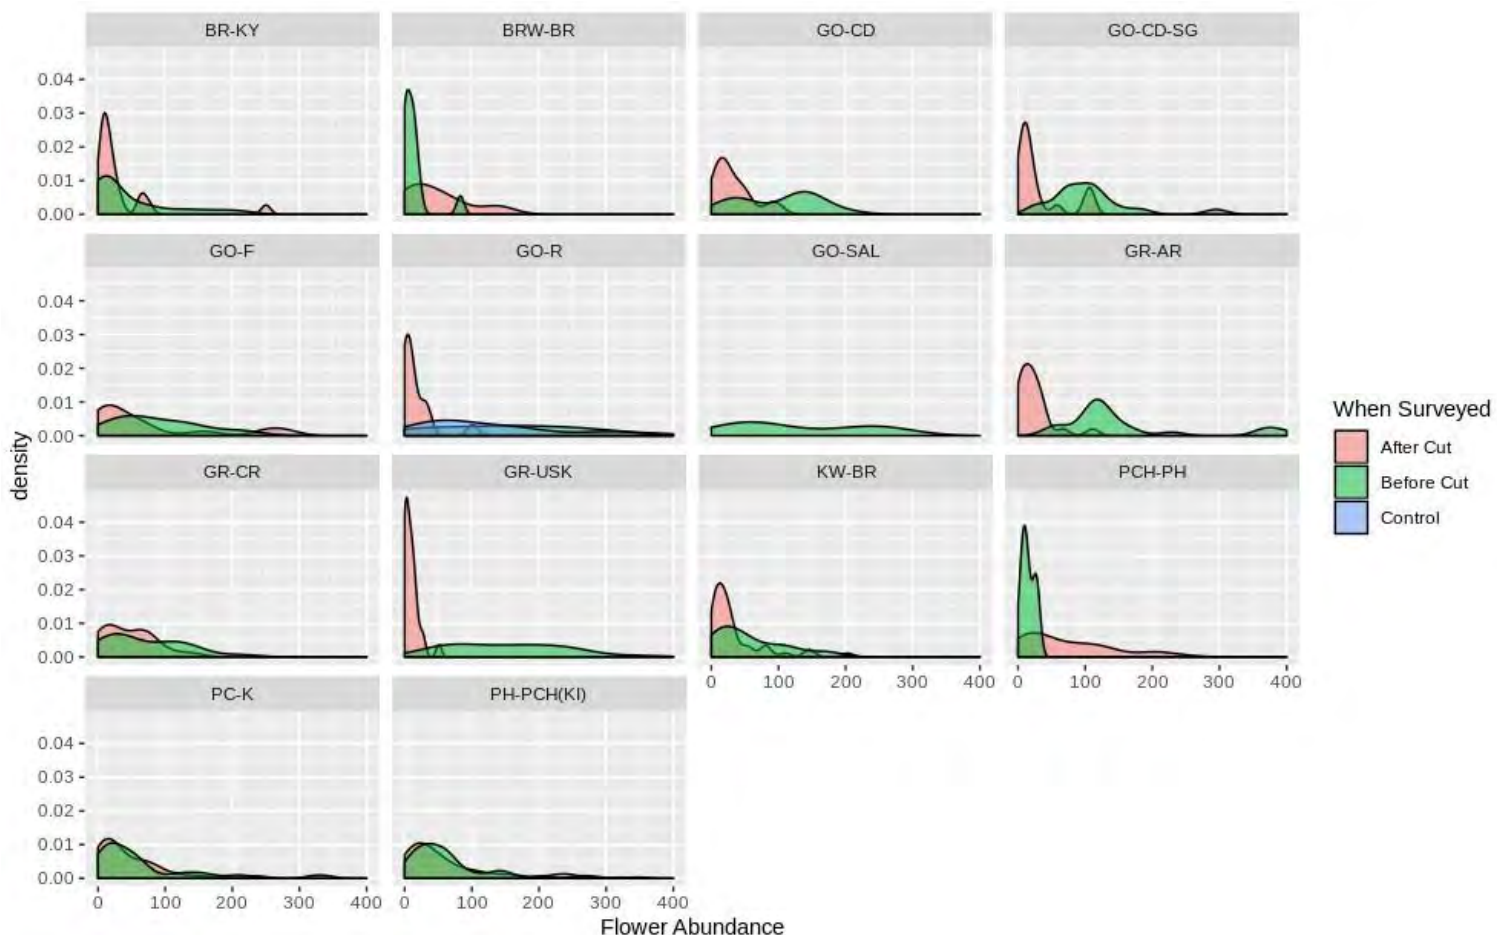 BR-KY BRW-BR GO-CD GO-CD-SG
0.04
0.03
0.02
0.01
0.00
GO-F GO-R GO-SAL GR-AR
0.04
0.03
0.02
0.01
0.00
density
When Surveyed
After Cut
Before Cut
Control
GR-CR GR-USK KW-BR PCH-PH
0.04
0.03
0.02
0.01
0.00
0 100 200 300 400 0 100 200 300 400
PC-K PH-PCH(KI)
0.04
0.03
0.02
0.01
0.00
0 100 200 300 400 0 100 200 300 400
Flower Abundance